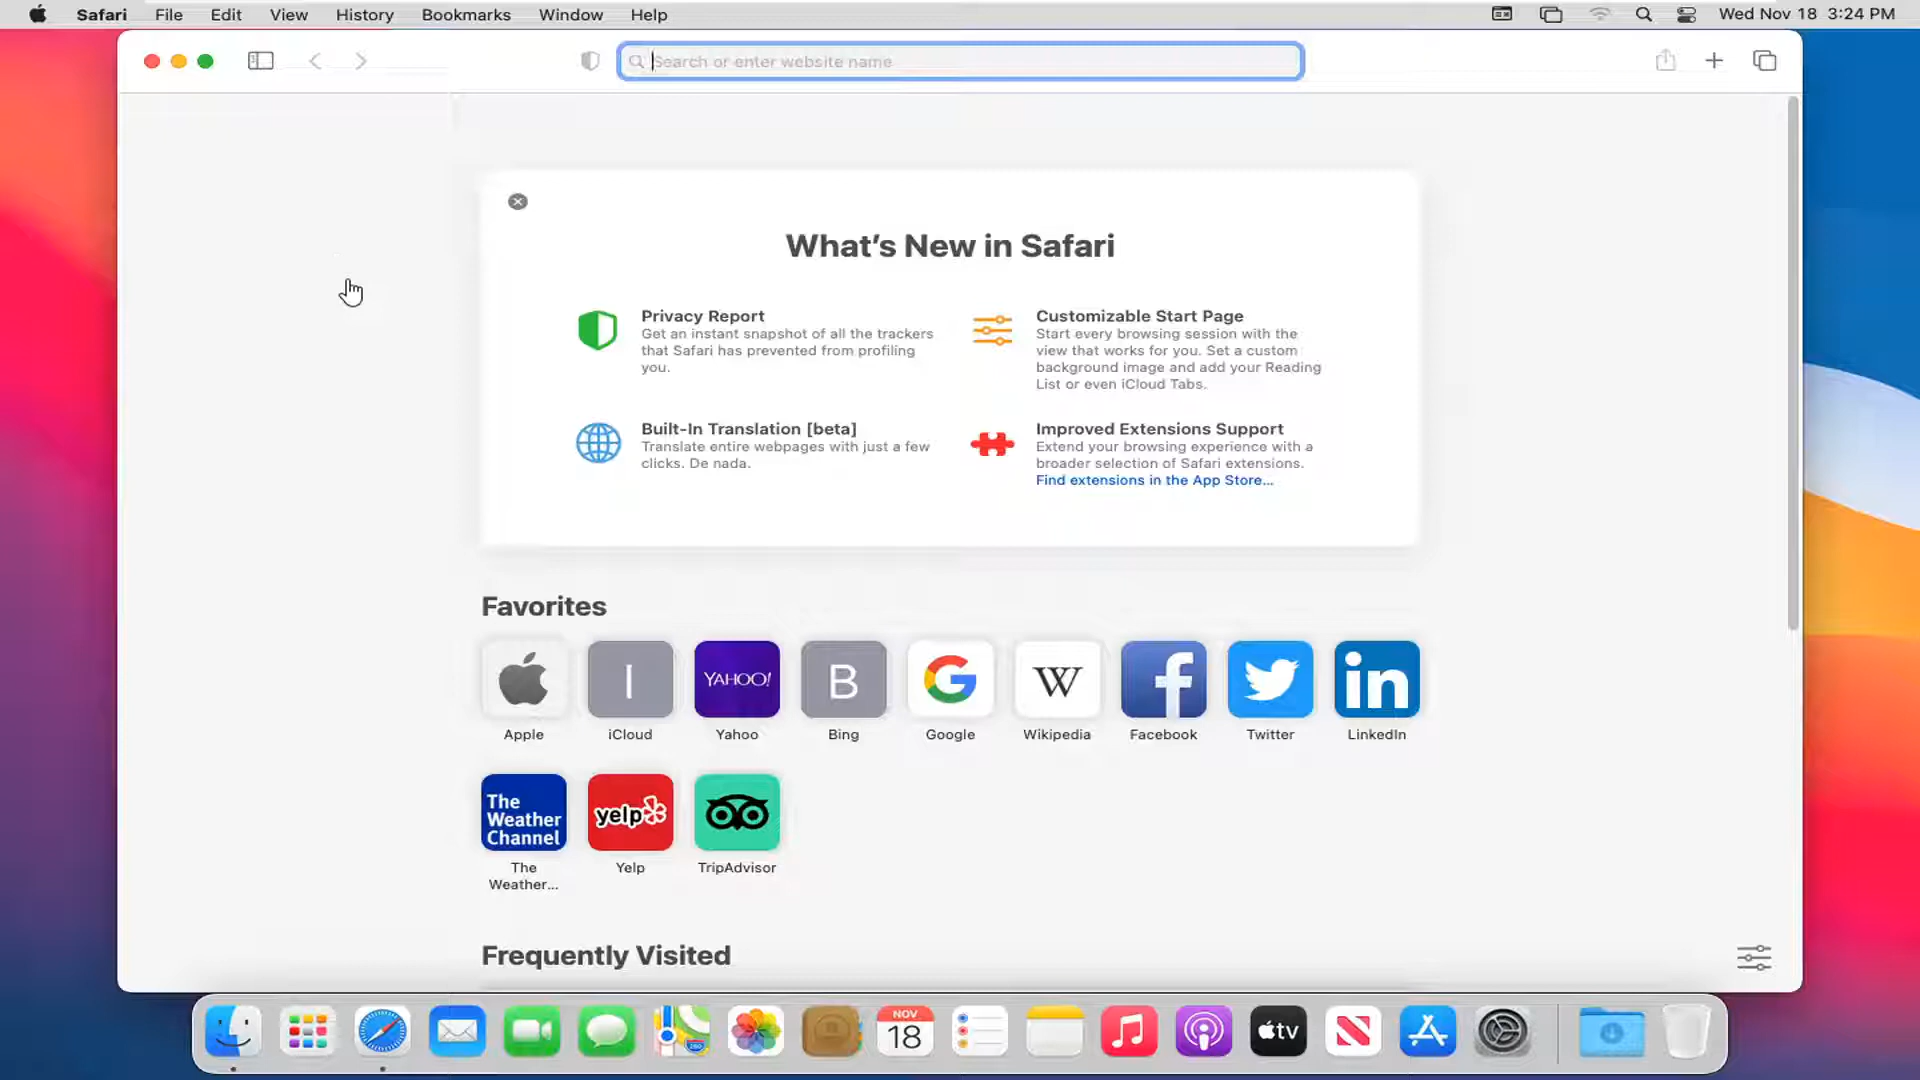 Safari File Edit View History Bookmarks Window Help Wed Nov 18 3:24 PM
Search or enter website name
What's New in Safari
Privacy Report
Get an instant snapshot of all the trackers
that Safari has prevented from profiling
you.
Customizable Start Page
Start every browsing session with the
view that works for you. Set a custom
background image and add your Reading
List or even iCloud Tabs.
Built-In Translation [beta]
Translate entire webpages with just a few
clicks. De nada.
Improved Extensions Support
Extend your browsing experience with a
broader selection of Safari extensions.
Find extensions in the App Store...
Favorites
I YAHOO! B G W f in
Apple iCloud Yahoo Bing Google Wikipedia Facebook Twitter LinkedIn
The
Weather
Channel
yelp
The
Weather...
Yelp
TripAdvisor
Frequently Visited
NOV
18
tv